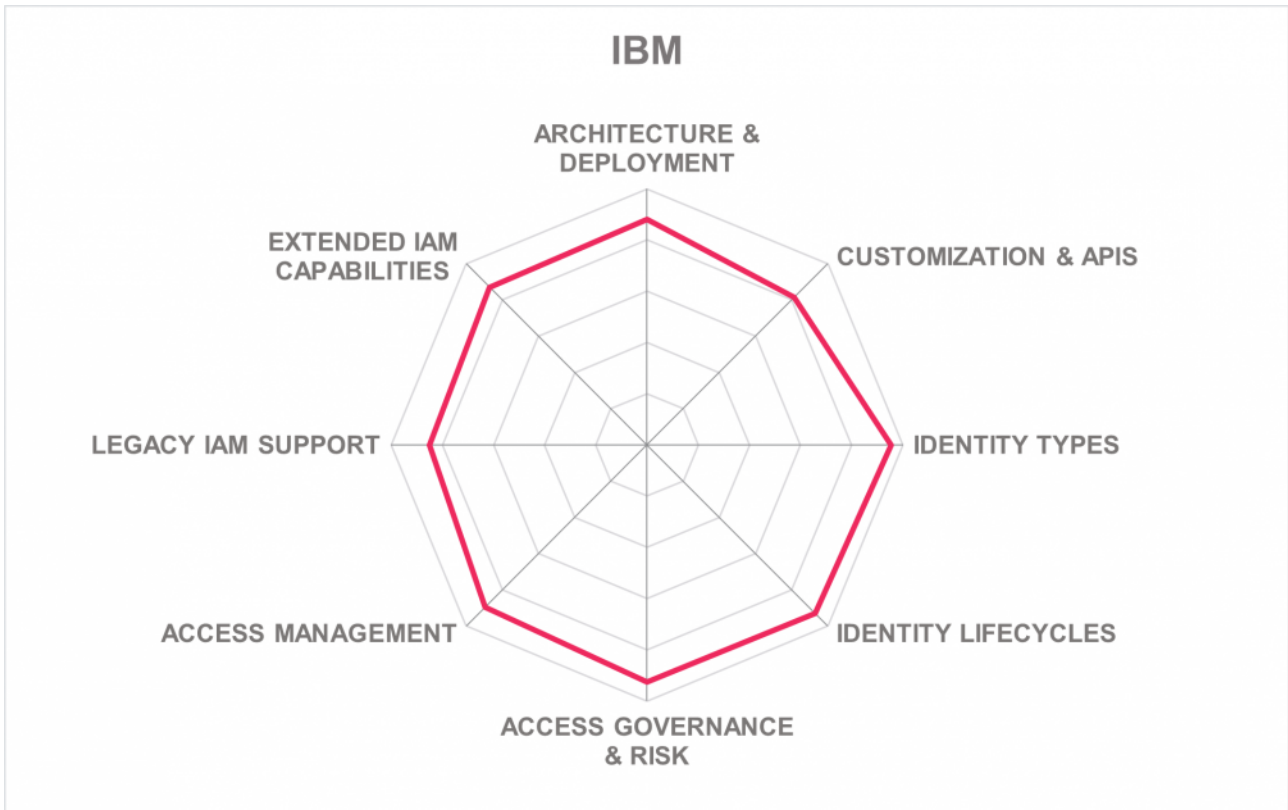 IBM
ARCHITECTURE &
DEPLOYMENT
EXTENDED IAM
CAPABILITIES
CUSTOMIZATION & APIS
LEGACY IAM SUPPORT
IDENTITY TYPES
ACCESS MANAGEMENT
IDENTITY LIFECYCLES
ACCESS GOVERNANCE
& RISK